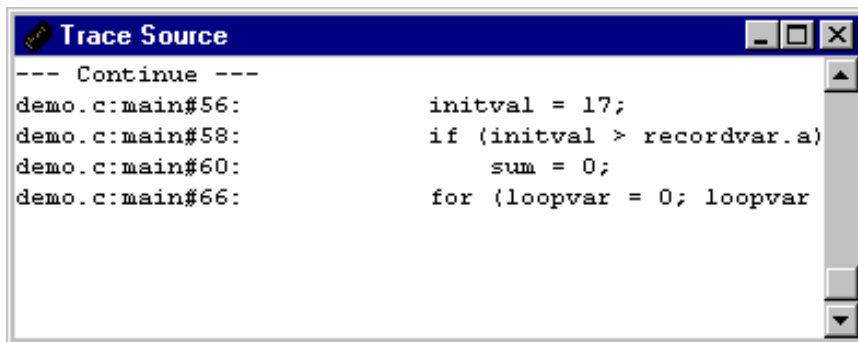 Trace Source
--- Continue ---
demo.c:main#56:             initval = 17;
demo.c:main#58:             if (initval > recordvar.a)
demo.c:main#60:                 sum = 0;
demo.c:main#66:             for (loopvar = 0; loopvar